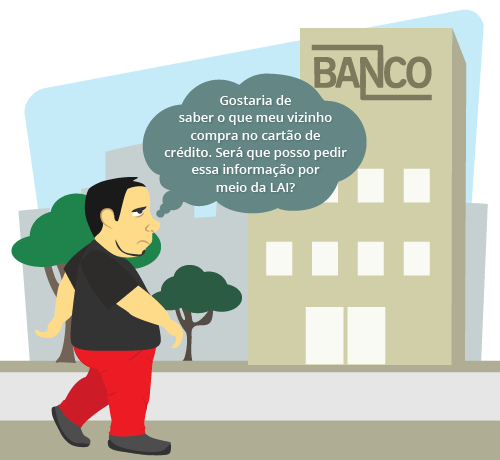 BANCO
Gostaria de
saber o que meu vizinho
compra no cartão de
crédito. Será que posso pedir
essa informação por
meio da LAI?